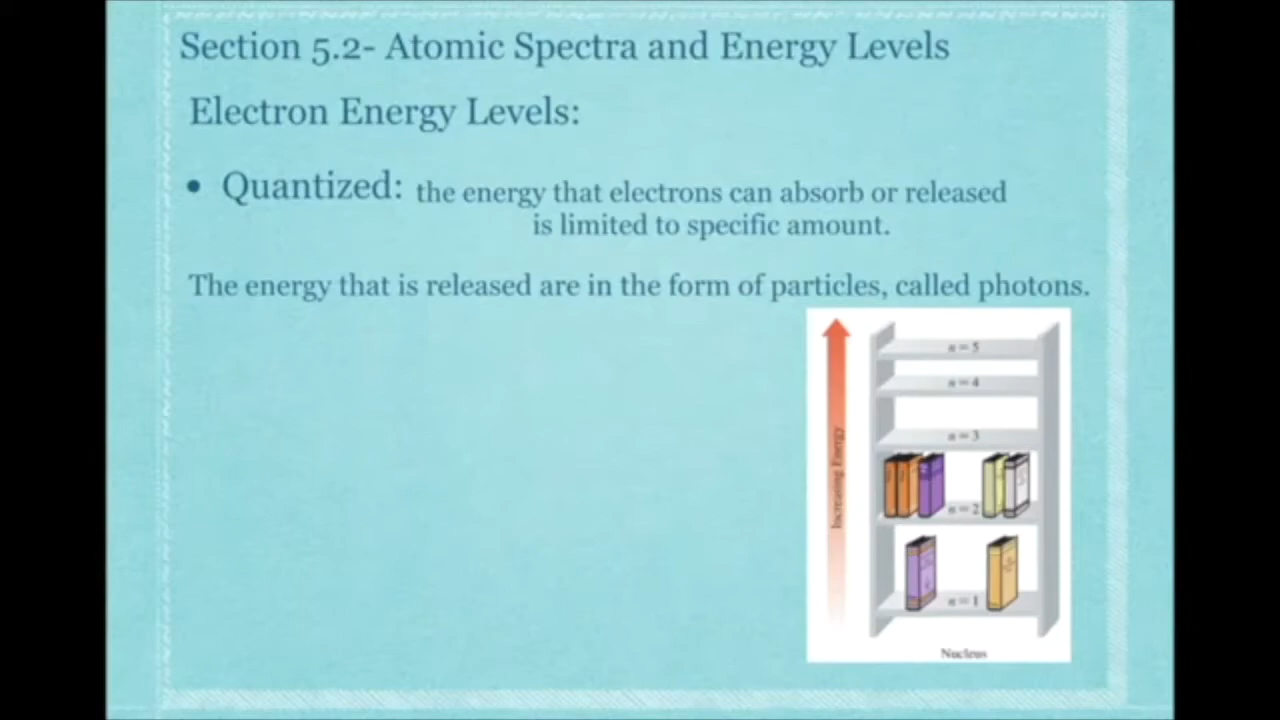 Section 5.2- Atomic Spectra and Energy Levels
Electron Energy Levels:
• Quantized: the energy that electrons can absorb or released
is limited to specific amount.
The energy that is released are in the form of particles, called photons.
n = 5
n = 4
n = 3
n = 2
n = 1
Increasing Energy
Nucleus